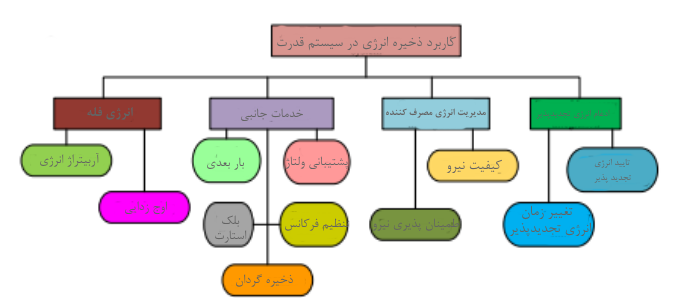 کاربرد ذخیره انرژی در سیستم قدرت
انرژی فله
خدمات جانبی
مدیریت انرژی مصرف کننده
آربیتراژ انرژی
بار بعدی
پشتیبانی ولتاژ
کیفیت نیرو
تایید انرژی
تجدید پذیر
بلک
استارت
تنظیم فرکانس
اطمینان پذیری نیرو
تغییر زمان
انرژی تجدیدپذیر
ذخیره گردان